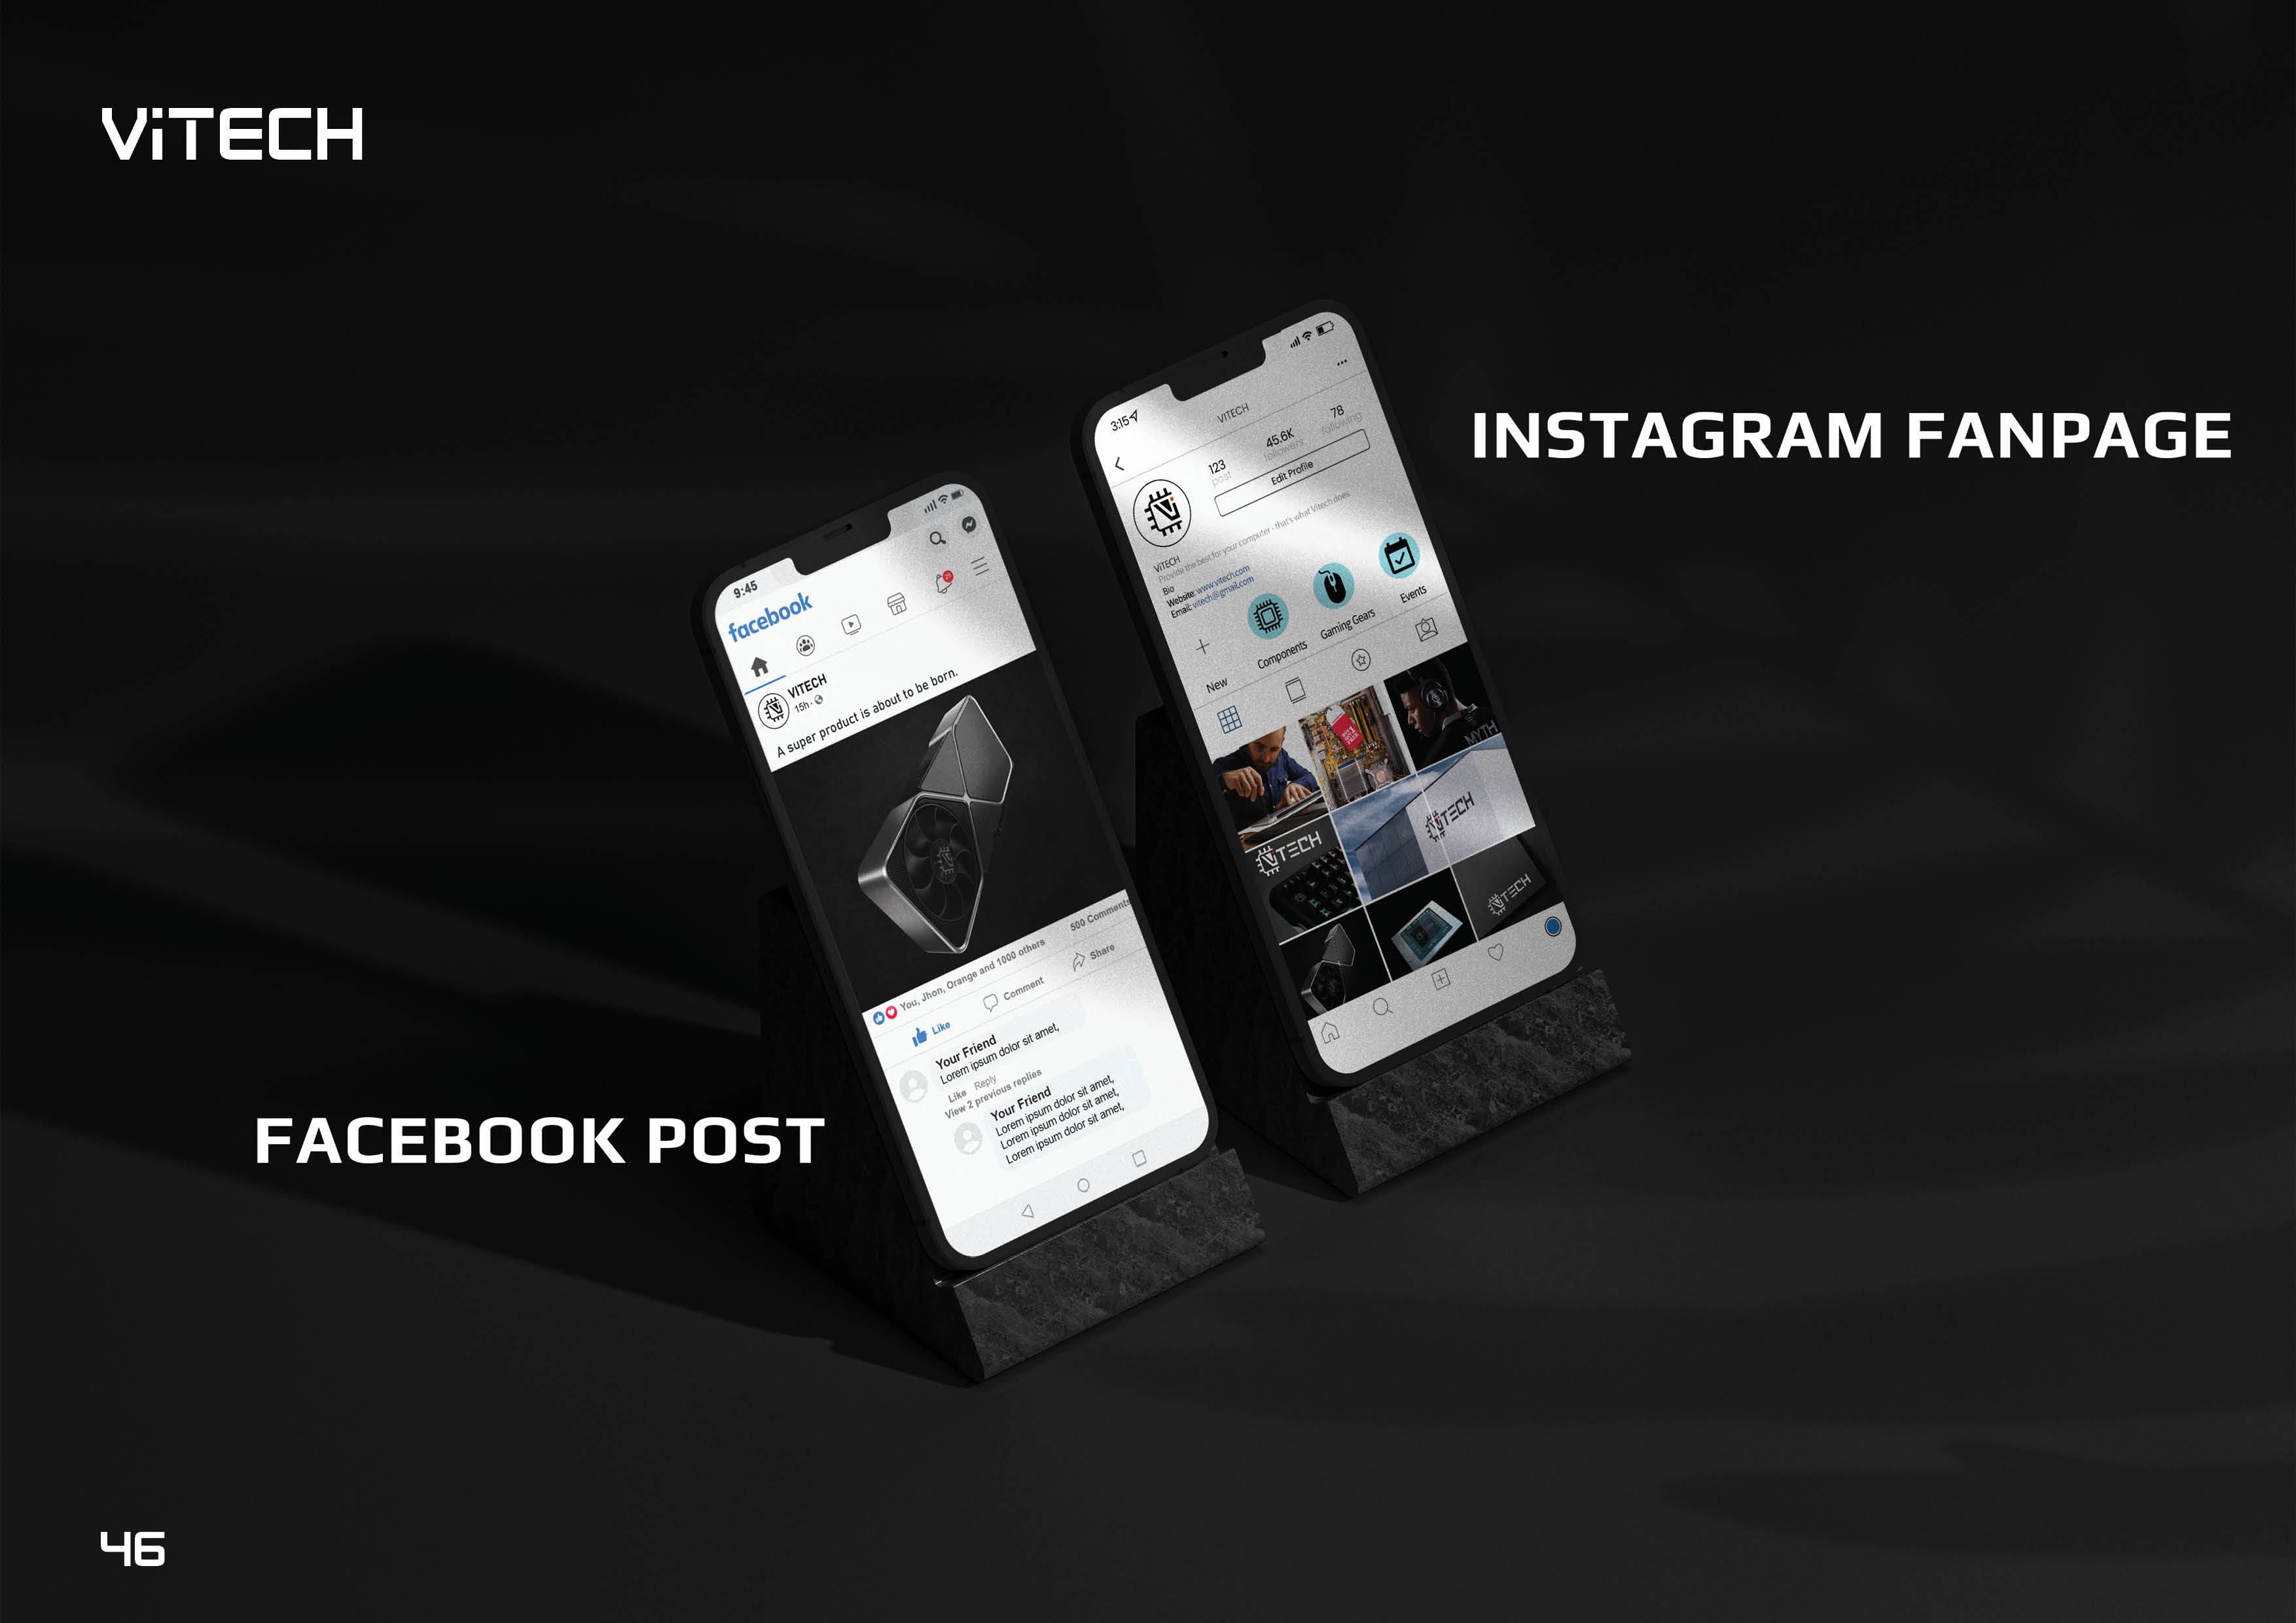 ViTECH
INSTAGRAM FANPAGE
FACEBOOK POST
46
9:45
facebook
VITECH
15h ·
A super product is about to be born.
You, Jhon, Orange and 1000 others
500 Comments
Like
Comment
Share
Your Friend
Lorem ipsum dolor sit amet,
Like Reply
View 2 previous replies
Your Friend
Lorem ipsum dolor sit amet,
Lorem ipsum dolor sit amet,
Lorem ipsum dolor sit amet,
3:15
VITECH
123
post
45.6K
followers
78
following
Edit Profile
ViTECH
Provide the best for your computer - that's what Vitech does
Bio
Website: www.vitech.com
Email: vitech@gmail.com
New
Components
Gaming Gears
Events
MYTH
VTECH
VTECH
VTECH